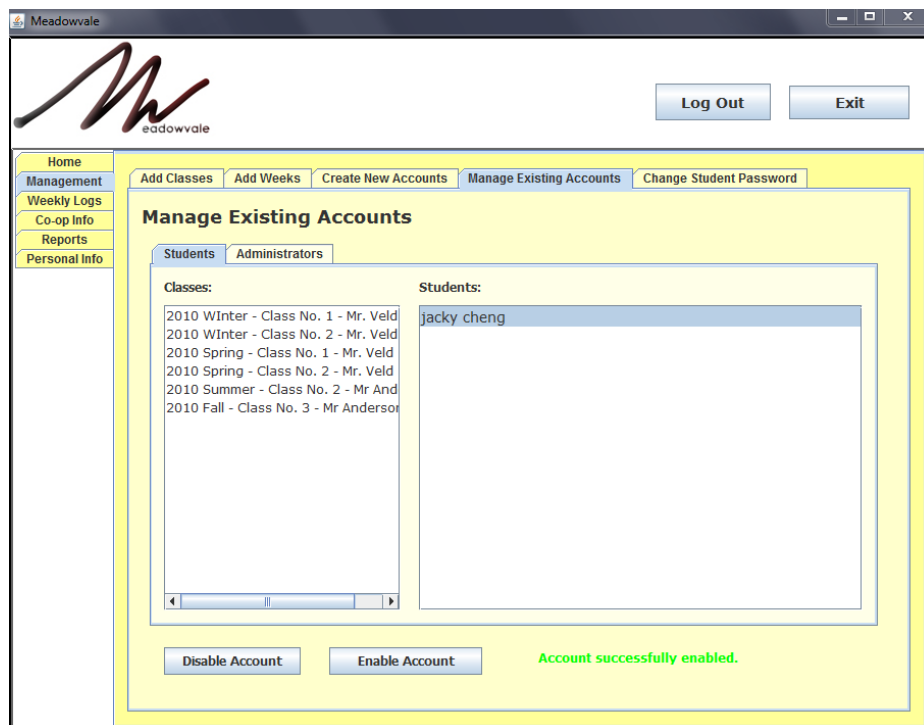 Meadowvale
eadowvale
Log Out
Exit
Home
Management
Weekly Logs
Co-op Info
Reports
Personal Info
Add Classes
Add Weeks
Create New Accounts
Manage Existing Accounts
Change Student Password
Manage Existing Accounts
Students
Administrators
Classes:
Students:
2010 WInter - Class No. 1 - Mr. Veld
2010 WInter - Class No. 2 - Mr. Veld
2010 Spring - Class No. 1 - Mr. Veld
2010 Spring - Class No. 2 - Mr. Veld
2010 Summer - Class No. 2 - Mr And
2010 Fall - Class No. 3 - Mr Anderson
jacky cheng
Disable Account
Enable Account
Account successfully enabled.